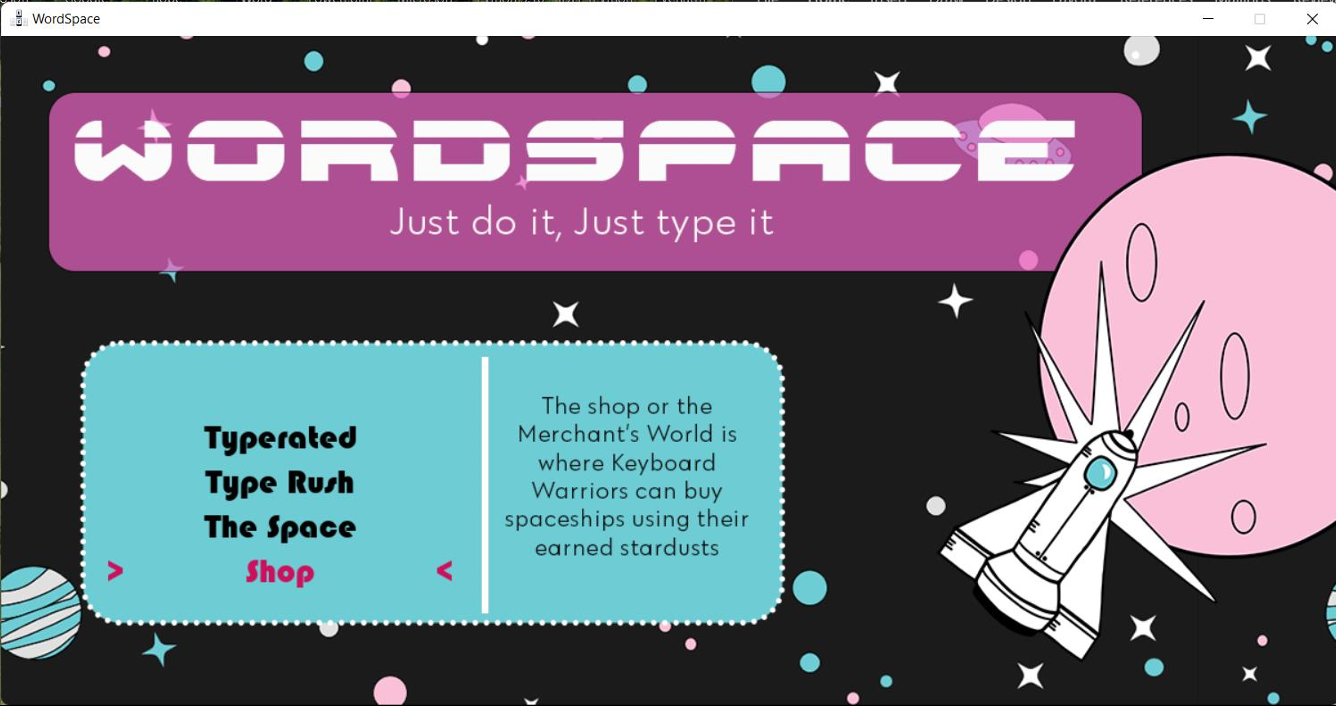 WordSpace
WORDSPACE
Just do it, Just type it
Typerated
Type Rush
The Space
> Shop <
The shop or the
Merchant's World is
where Keyboard
Warriors can buy
spaceships using their
earned stardusts